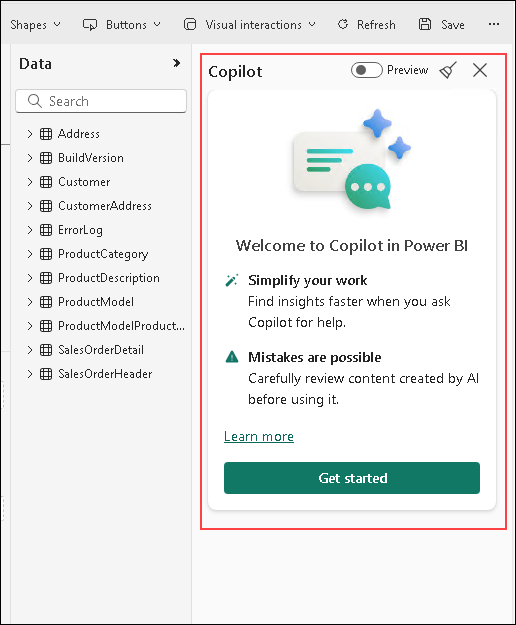 Shapes
Buttons
Visual interactions
Refresh
Save
Data
Search
Address
BuildVersion
Customer
CustomerAddress
ErrorLog
ProductCategory
ProductDescription
ProductModel
ProductModelProduct...
SalesOrderDetail
SalesOrderHeader
Copilot
Preview
Welcome to Copilot in Power BI
Simplify your work
Find insights faster when you ask
Copilot for help.
Mistakes are possible
Carefully review content created by AI
before using it.
Learn more
Get started